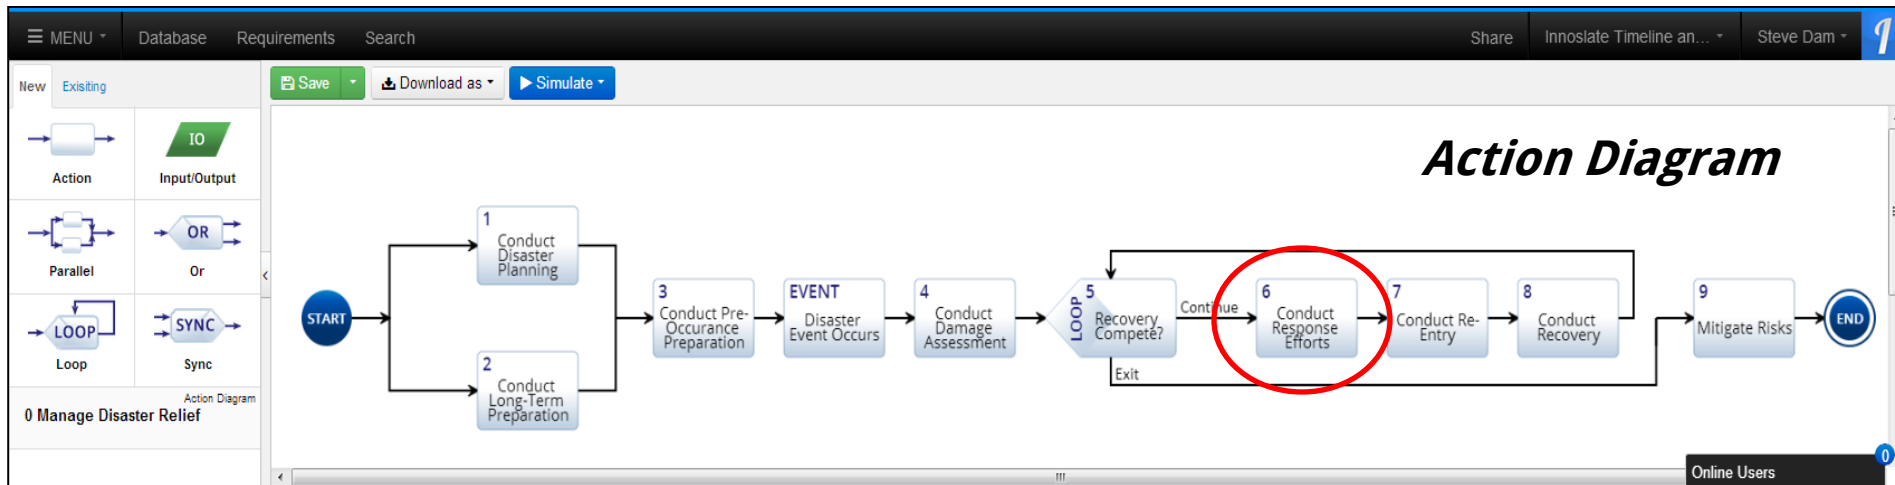 MENU Database Requirements Search Share Innoslate Timeline an... Steve Dam
New Exisiting
Save Download as Simulate
Action Diagram
IO
Action Input/Output
OR
Parallel Or
LOOP SYNC
Loop Sync
Action Diagram
0 Manage Disaster Relief
START
1
Conduct
Disaster
Planning
2
Conduct
Long-Term
Preparation
3
Conduct Pre-
Occurance
Preparation
EVENT
Disaster
Event Occurs
4
Conduct
Damage
Assessment
LOOP
5
Recovery
Compete?
Continue
Exit
6
Conduct
Response
Efforts
7
Conduct Re-
Entry
8
Conduct
Recovery
9
Mitigate Risks
END
0
Online Users